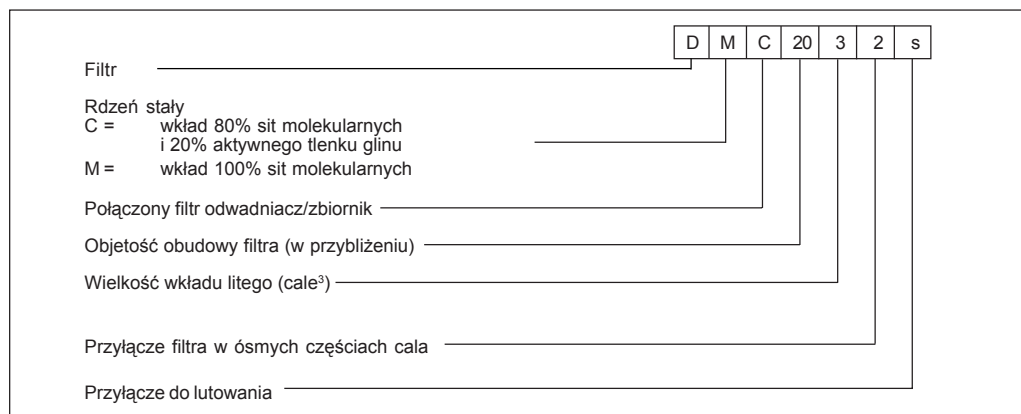 D M C 20 3 2 s
Filtr
Rdzeń stały
C = wkład 80% sit molekularnych
i 20% aktywnego tlenku glinu
M = wkład 100% sit molekularnych
Połączony filtr odwadniacz/zbiornik
Objetość obudowy filtra (w przybliżeniu)
Wielkość wkładu litego (cale³)
Przyłącze filtra w ósmych częściach cala
Przyłącze do lutowania